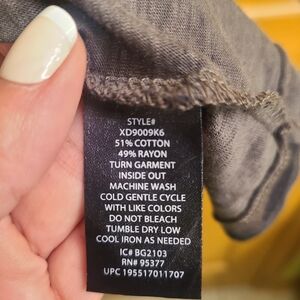 STYLE#
XD9009K6
51% COTTON
49% RAYON
TURN GARMENT
INSIDE OUT
MACHINE WASH
COLD GENTLE CYCLE
WITH LIKE COLORS
DO NOT BLEACH
TUMBLE DRY LOW
COOL IRON AS NEEDED
IC# BG2103
RN# 95377
UPC 195517011707